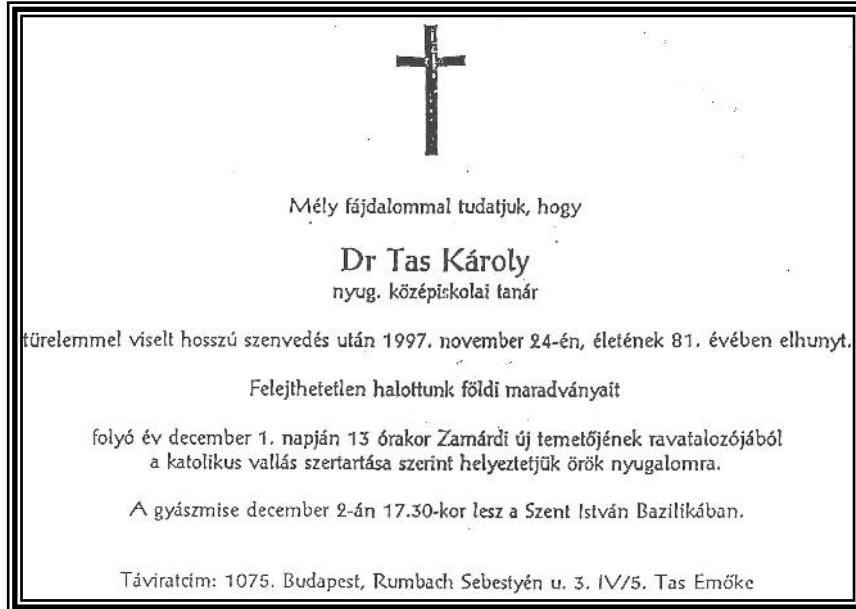 Mély fájdalommal tudatjuk, hogy
Dr Tas Károly
nyug. középiskolai tanár
türelemmel viselt hosszú szenvedés után 1997. november 24-én, életének 81. évében elhunyt.
Felejthetetlen halottunk földi maradványait
folyó év december 1. napján 13 órakor Zamárdi új temetőjének ravatalozójából
a katolikus vallás szertartása szerint helyeztetjük örök nyugalomra.
A gyászmise december 2-án 17.30-kor lesz a Szent István Bazilikában.
Táviratcím: 1075. Budapest, Rumbach Sebestyén u. 3. IV/5. Tas Emőke